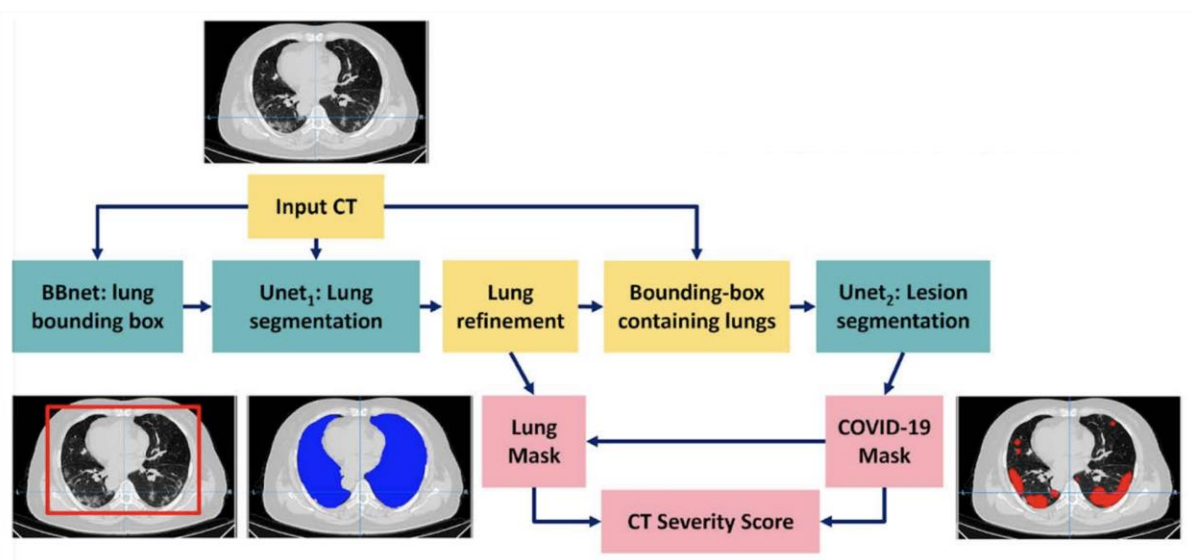 Input CT
BBnet: lung
bounding box
Unet₁: Lung
segmentation
Lung
refinement
Bounding-box
containing lungs
Unet₂: Lesion
segmentation
Lung
Mask
COVID-19
Mask
CT Severity Score